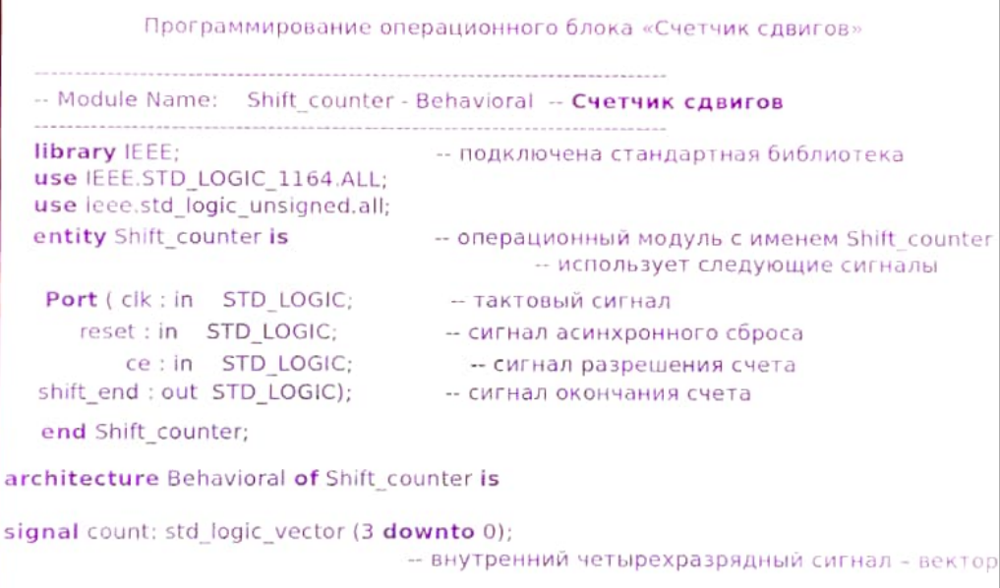 Программирование операционного блока «Счетчик сдвигов»
--------------------------------------------------------------------------------
-- Module Name: Shift_counter - Behavioral -- Счетчик сдвигов
--------------------------------------------------------------------------------
library IEEE; -- подключена стандартная библиотека
use IEEE.STD_LOGIC_1164.ALL;
use ieee.std_logic_unsigned.all;
entity Shift_counter is -- операционный модуль с именем Shift_counter
-- использует следующие сигналы
Port ( clk : in STD_LOGIC; -- тактовый сигнал
reset : in STD_LOGIC; -- сигнал асинхронного сброса
ce : in STD_LOGIC; -- сигнал разрешения счета
shift_end : out STD_LOGIC); -- сигнал окончания счета
end Shift_counter;
architecture Behavioral of Shift_counter is
signal count: std_logic_vector (3 downto 0);
-- внутренний четырехразрядный сигнал – вектор